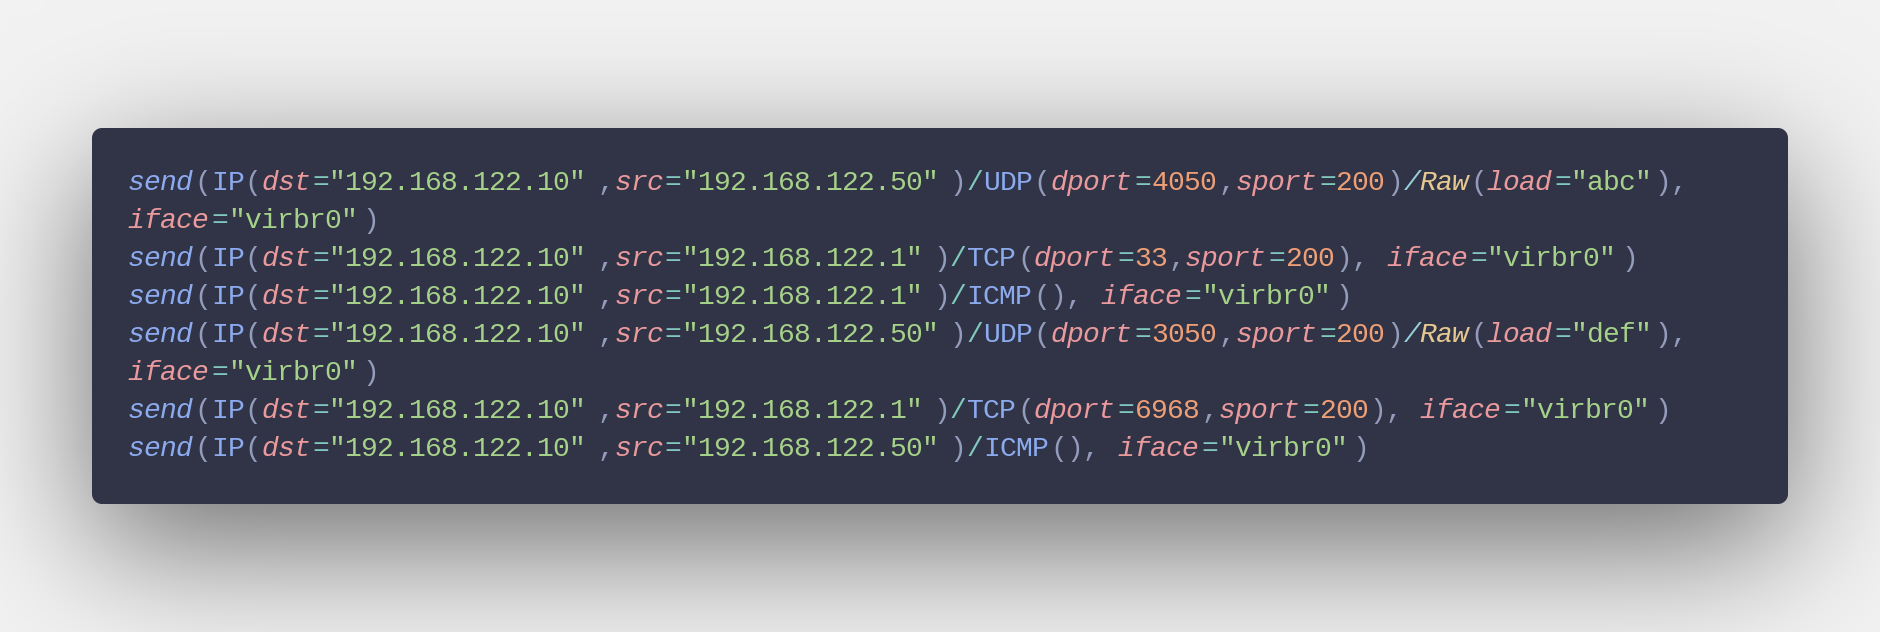 send(IP(dst="192.168.122.10" ,src="192.168.122.50" )/UDP(dport=4050,sport=200)/Raw(load="abc"),
iface="virbr0")
send(IP(dst="192.168.122.10" ,src="192.168.122.1" )/TCP(dport=33,sport=200), iface="virbr0")
send(IP(dst="192.168.122.10" ,src="192.168.122.1" )/ICMP(), iface="virbr0")
send(IP(dst="192.168.122.10" ,src="192.168.122.50" )/UDP(dport=3050,sport=200)/Raw(load="def"),
iface="virbr0")
send(IP(dst="192.168.122.10" ,src="192.168.122.1" )/TCP(dport=6968,sport=200), iface="virbr0")
send(IP(dst="192.168.122.10" ,src="192.168.122.50" )/ICMP(), iface="virbr0")